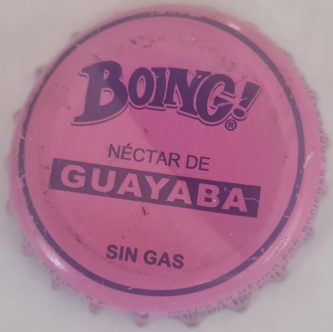 BOING!®
NÉCTAR DE
GUAYABA
SIN GAS